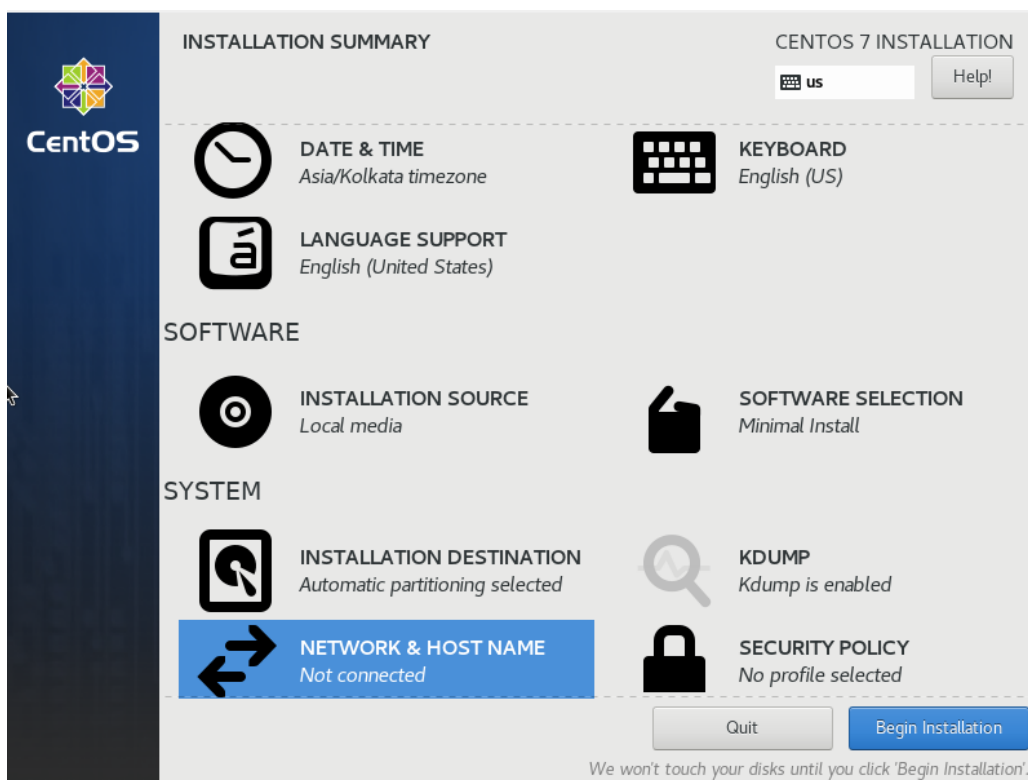 INSTALLATION SUMMARY
CENTOS 7 INSTALLATION
us
Help!
CentOS
DATE & TIME
Asia/Kolkata timezone
KEYBOARD
English (US)
á
LANGUAGE SUPPORT
English (United States)
SOFTWARE
INSTALLATION SOURCE
Local media
SOFTWARE SELECTION
Minimal Install
SYSTEM
INSTALLATION DESTINATION
Automatic partitioning selected
KDUMP
Kdump is enabled
NETWORK & HOST NAME
Not connected
SECURITY POLICY
No profile selected
Quit
Begin Installation
We won't touch your disks until you click 'Begin Installation'.